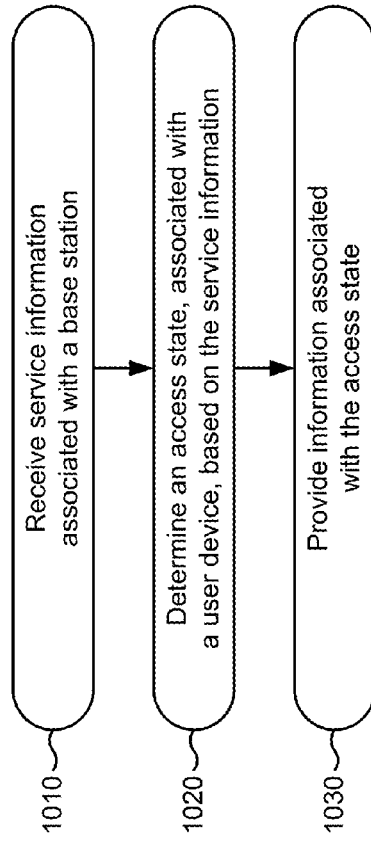 1010
Receive service information
associated with a base station
1020
Determine an access state, associated with
a user device, based on the service information
1030
Provide information associated
with the access state